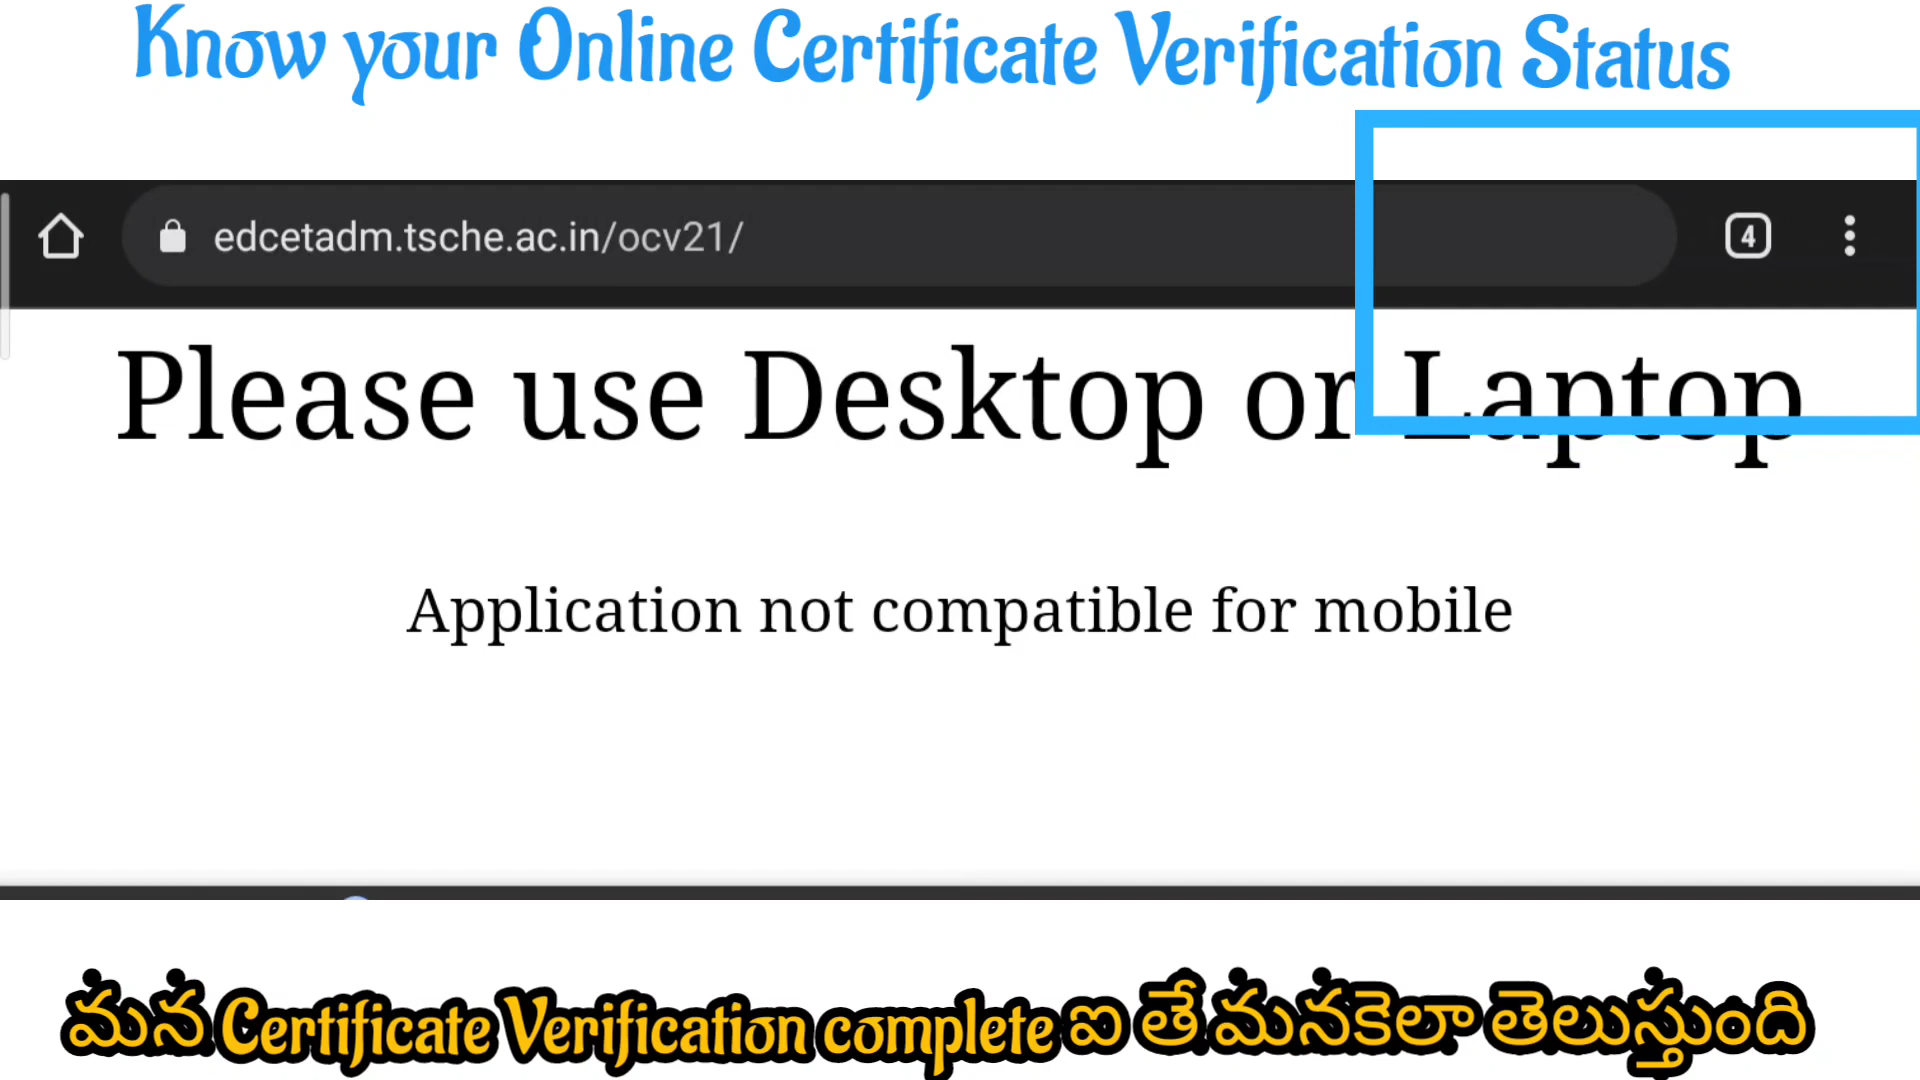 Know your Online Certificate Verification Status
edcetadm.tsche.ac.in/ocv21/
4
Please use Desktop or Laptop
Application not compatible for mobile
మన Certificate Verification complete ఐ తే మనకెలా తెలుస్తుంది